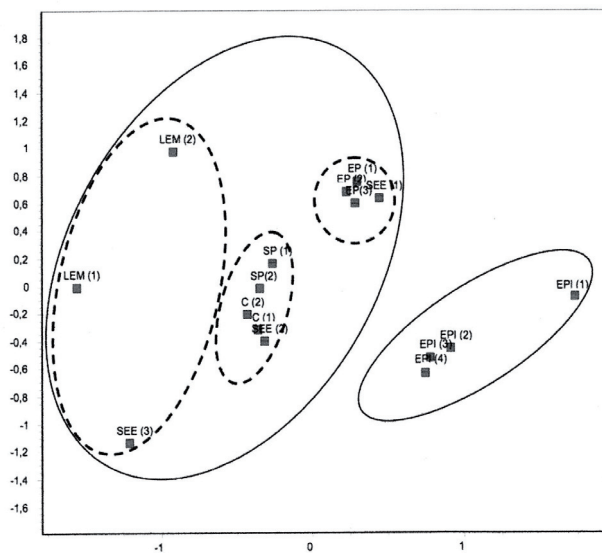 1,8
1,6
1,4
1,2
1
0,8
0,6
0,4
0,2
0
-0,2
-0,4
-0,6
-0,8
-1
-1,2
-1,4
-1,6
LEM (2)
EP (1)
EP (2) SEE (1)
EP(3)
SP (1)
LEM (1)
SP(2)
EPI (1)
C (2)
C (1)
SEE (2)
EPI (2)
EPI (3)
EPI (4)
SEE (3)
-1 0 1